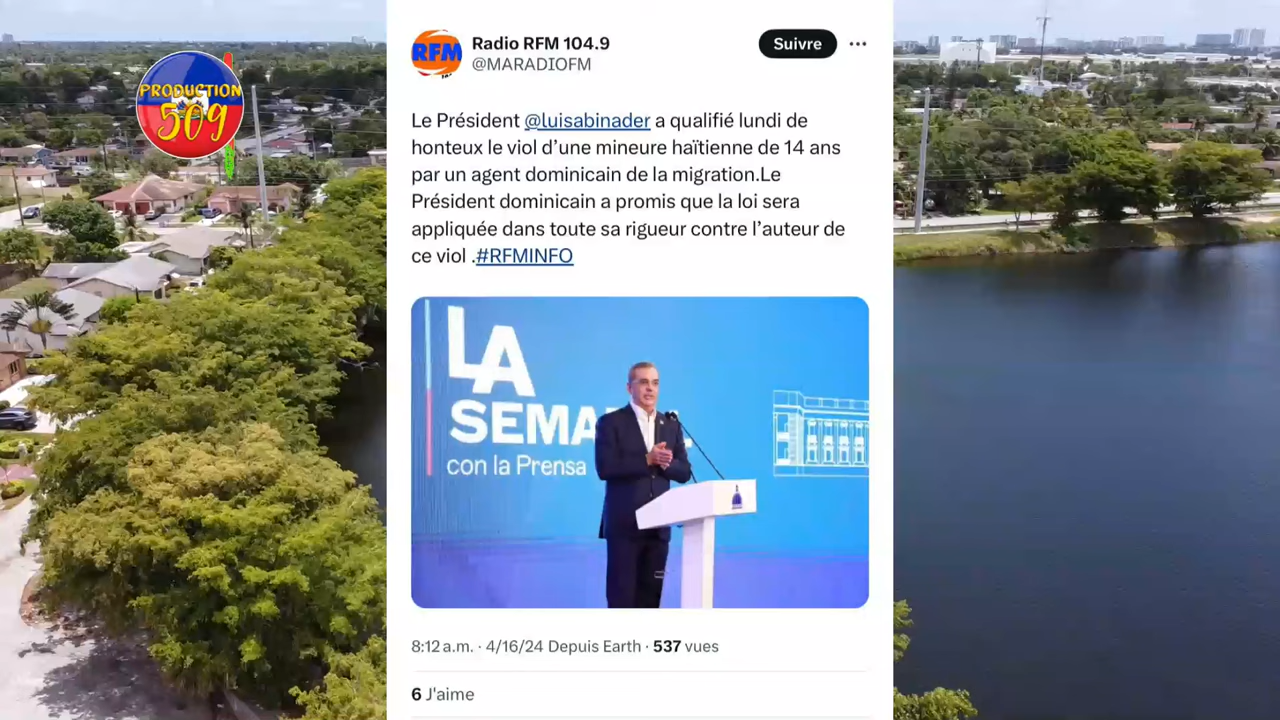 PRODUCTION
509
RFM
Radio RFM 104.9
@MARADIOFM
Suivre
Le Président @luisabinader a qualifié lundi de
honteux le viol d’une mineure haïtienne de 14 ans
par un agent dominicain de la migration.Le
Président dominicain a promis que la loi sera
appliquée dans toute sa rigueur contre l’auteur de
ce viol .#RFMINFO
LA
SEMA
con la Prensa
8:12 a.m. · 4/16/24 Depuis Earth · 537 vues
6 J'aime